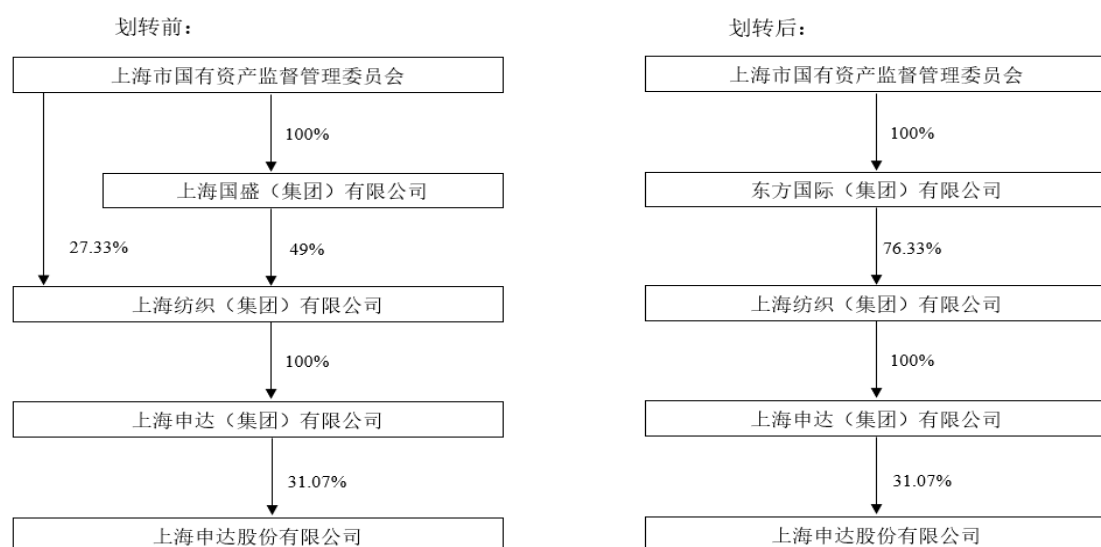 划转前：
上海市国有资产监督管理委员会
100%
上海国盛（集团）有限公司
27.33%
49%
上海纺织（集团）有限公司
100%
上海申达（集团）有限公司
31.07%
上海申达股份有限公司
划转后：
上海市国有资产监督管理委员会
100%
东方国际（集团）有限公司
76.33%
上海纺织（集团）有限公司
100%
上海申达（集团）有限公司
31.07%
上海申达股份有限公司